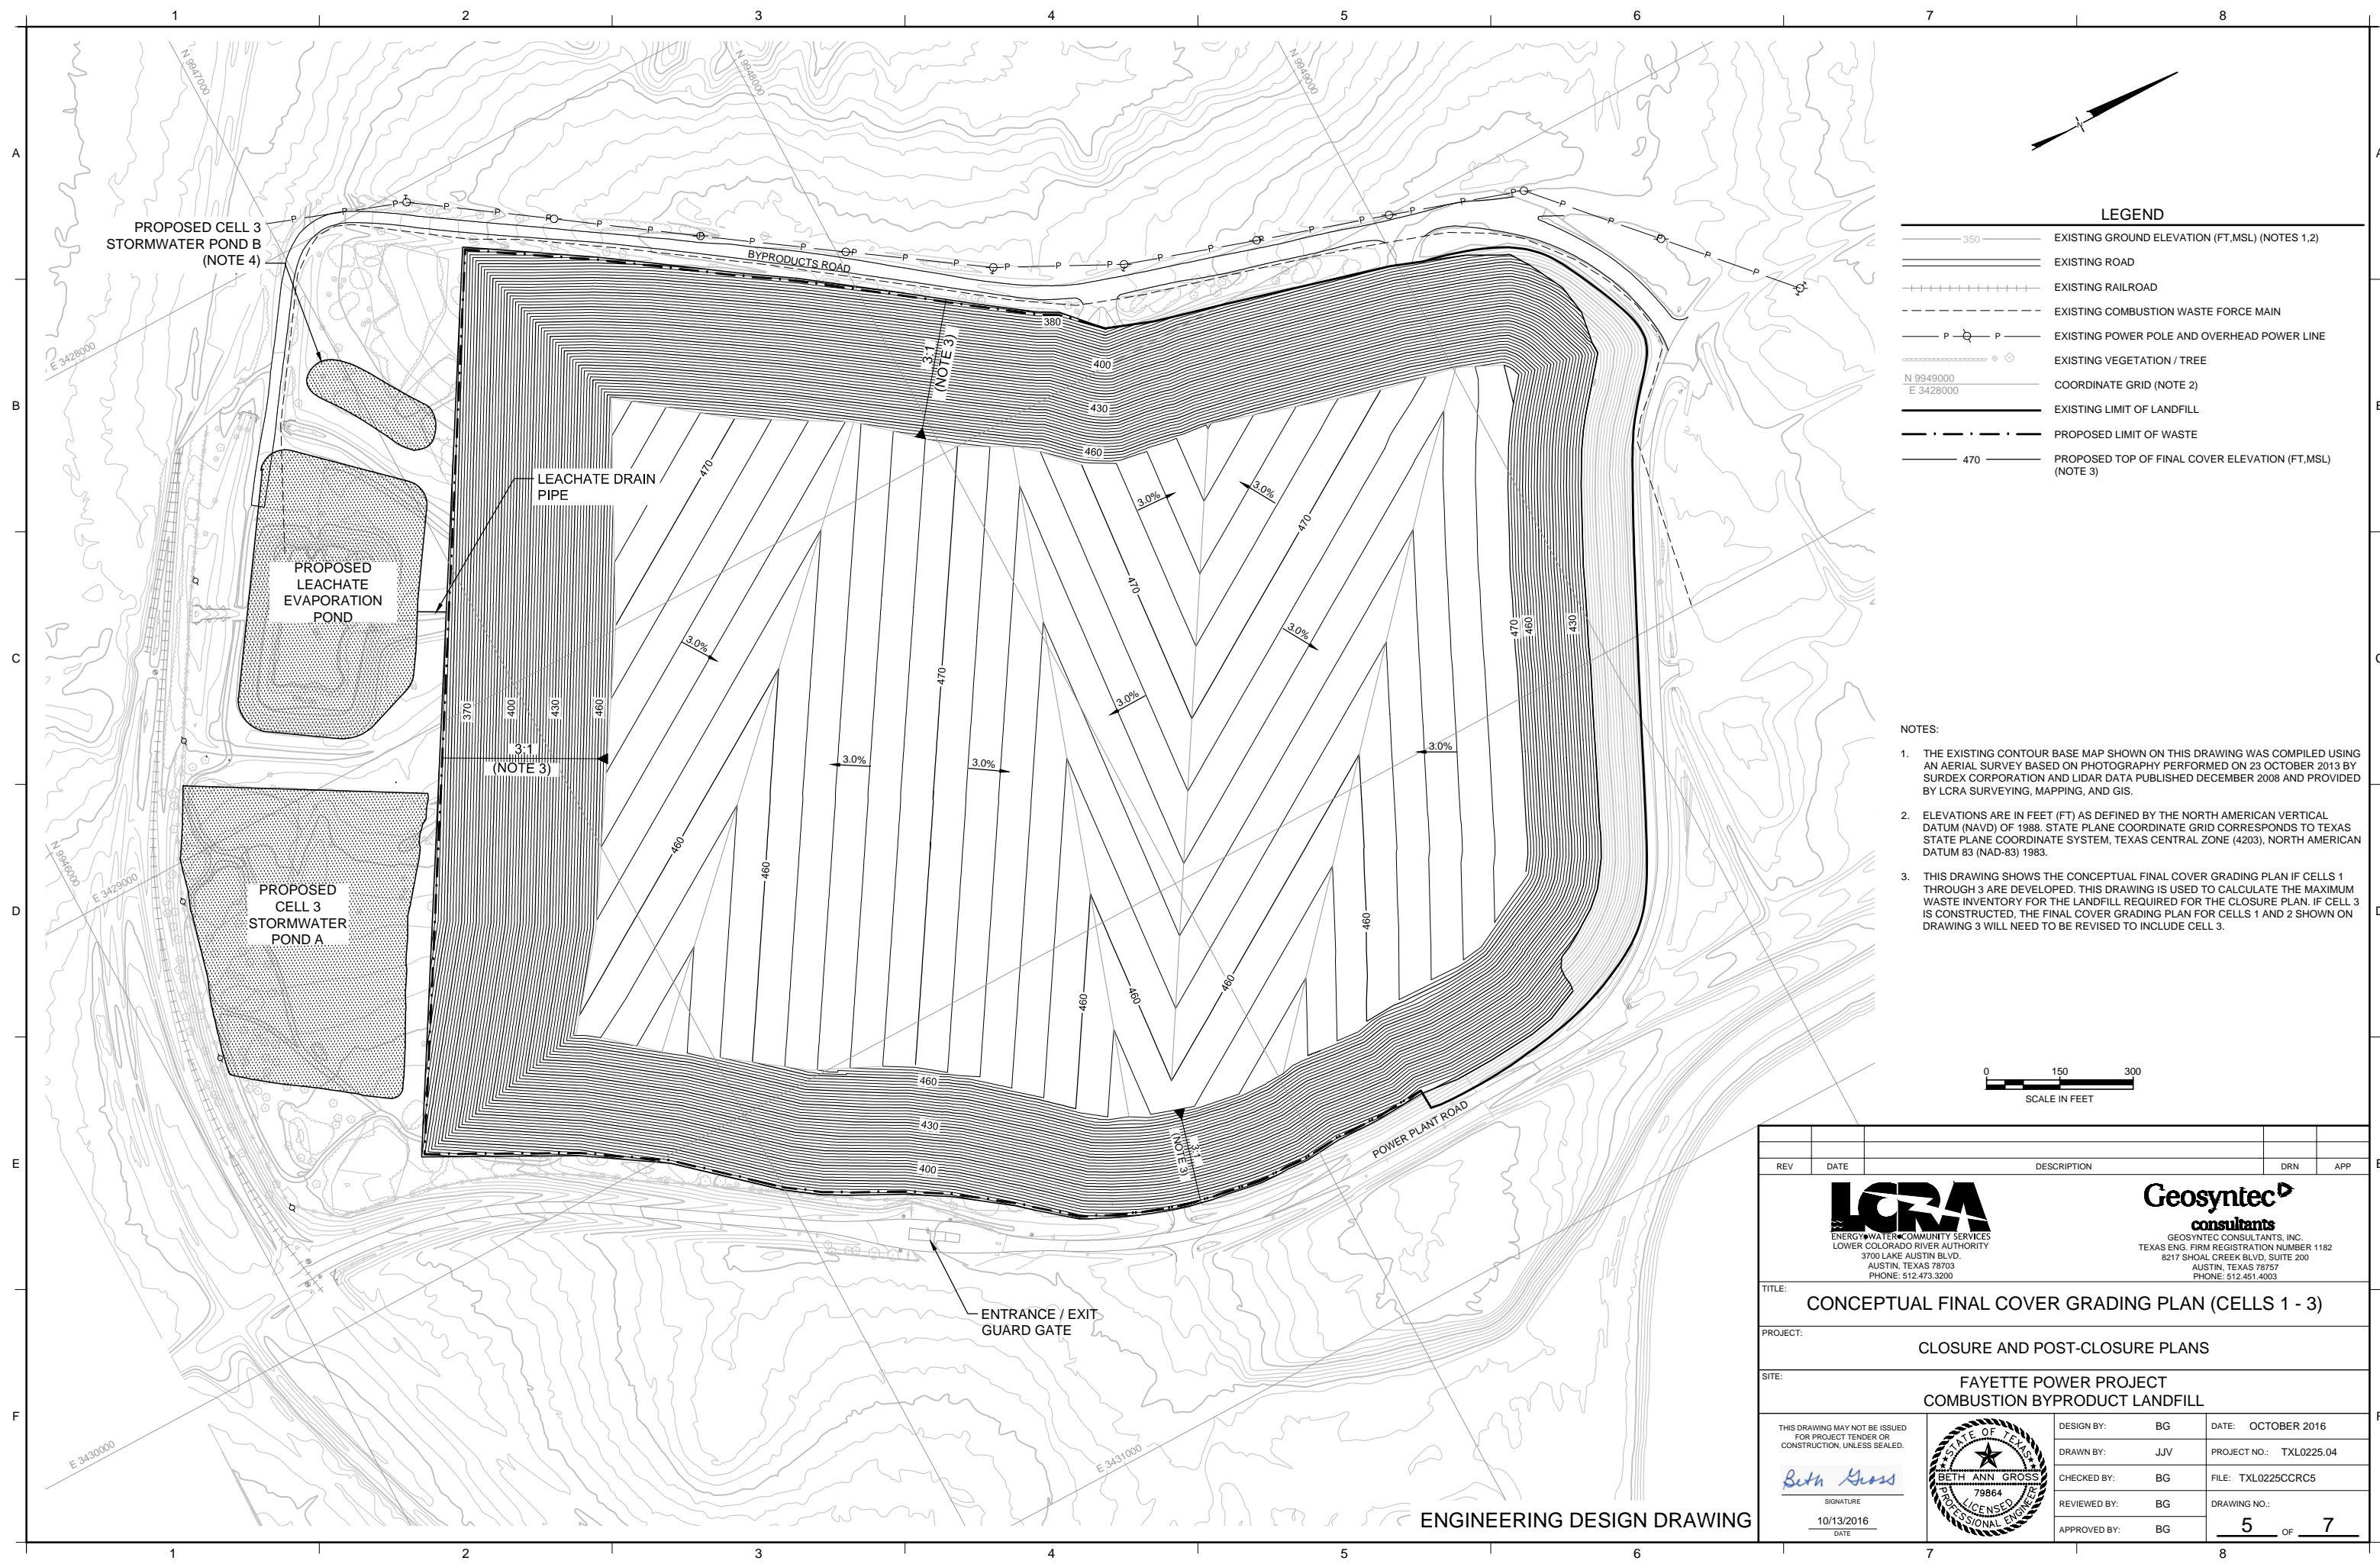 1 2 3 4 5 6 7 8
A
B
C
D
E
F
A
B
C
D
E
F
N 9947000
N 9948000
N 9949000
PROPOSED CELL 3
STORMWATER POND B
(NOTE 4)
E 3428000
BYPRODUCTS ROAD
P P P P P P P P P P P P P P P P P P P P
380
400
430
460
3:1
(NOTE 3)
LEACHATE DRAIN
PIPE
470
3.0%
3.0%
470
470
PROPOSED
LEACHATE
EVAPORATION
POND
3.0%
3.0%
3.0%
470
470
460
430
370
400
430
460
3:1
(NOTE 3)
3.0%
3.0%
3.0%
N 9946000
E 3429000
PROPOSED
CELL 3
STORMWATER
POND A
460
460
460
460
460
460
460
430
400
3:1
(NOTE 3)
POWER PLANT ROAD
ENTRANCE / EXIT
GUARD GATE
E 3430000
E 3431000
ENGINEERING DESIGN DRAWING
N
LEGEND
350 EXISTING GROUND ELEVATION (FT,MSL) (NOTES 1,2)
EXISTING ROAD
EXISTING RAILROAD
EXISTING COMBUSTION WASTE FORCE MAIN
P P EXISTING POWER POLE AND OVERHEAD POWER LINE
EXISTING VEGETATION / TREE
N 9949000
E 3428000
COORDINATE GRID (NOTE 2)
EXISTING LIMIT OF LANDFILL
PROPOSED LIMIT OF WASTE
470 PROPOSED TOP OF FINAL COVER ELEVATION (FT,MSL)
(NOTE 3)
NOTES:
1. THE EXISTING CONTOUR BASE MAP SHOWN ON THIS DRAWING WAS COMPILED USING
AN AERIAL SURVEY BASED ON PHOTOGRAPHY PERFORMED ON 23 OCTOBER 2013 BY
SURDEX CORPORATION AND LIDAR DATA PUBLISHED DECEMBER 2008 AND PROVIDED
BY LCRA SURVEYING, MAPPING, AND GIS.
2. ELEVATIONS ARE IN FEET (FT) AS DEFINED BY THE NORTH AMERICAN VERTICAL
DATUM (NAVD) OF 1988. STATE PLANE COORDINATE GRID CORRESPONDS TO TEXAS
STATE PLANE COORDINATE SYSTEM, TEXAS CENTRAL ZONE (4203), NORTH AMERICAN
DATUM 83 (NAD-83) 1983.
3. THIS DRAWING SHOWS THE CONCEPTUAL FINAL COVER GRADING PLAN IF CELLS 1
THROUGH 3 ARE DEVELOPED. THIS DRAWING IS USED TO CALCULATE THE MAXIMUM
WASTE INVENTORY FOR THE LANDFILL REQUIRED FOR THE CLOSURE PLAN. IF CELL 3
IS CONSTRUCTED, THE FINAL COVER GRADING PLAN FOR CELLS 1 AND 2 SHOWN ON
DRAWING 3 WILL NEED TO BE REVISED TO INCLUDE CELL 3.
0 150 300
SCALE IN FEET
REV DATE DESCRIPTION DRN APP
LCRA
ENERGY•WATER•COMMUNITY SERVICES
LOWER COLORADO RIVER AUTHORITY
3700 LAKE AUSTIN BLVD.
AUSTIN, TEXAS 78703
PHONE: 512.473.3200
Geosyntec
consultants
GEOSYNTEC CONSULTANTS, INC.
TEXAS ENG. FIRM REGISTRATION NUMBER 1182
8217 SHOAL CREEK BLVD, SUITE 200
AUSTIN, TEXAS 78757
PHONE: 512.451.4003
TITLE:
CONCEPTUAL FINAL COVER GRADING PLAN (CELLS 1 - 3)
PROJECT:
CLOSURE AND POST-CLOSURE PLANS
SITE:
FAYETTE POWER PROJECT
COMBUSTION BYPRODUCT LANDFILL
THIS DRAWING MAY NOT BE ISSUED
FOR PROJECT TENDER OR
CONSTRUCTION, UNLESS SEALED.
Beth Gross
SIGNATURE
10/13/2016
DATE
STATE OF TEXAS
BETH ANN GROSS
79864
LICENSED
PROFESSIONAL ENGINEER
DESIGN BY: BG
DRAWN BY: JJV
CHECKED BY: BG
REVIEWED BY: BG
APPROVED BY: BG
DATE: OCTOBER 2016
PROJECT NO.: TXL0225.04
FILE: TXL0225CCRC5
DRAWING NO.:
5 OF 7
1 2 3 4 5 6 7 8